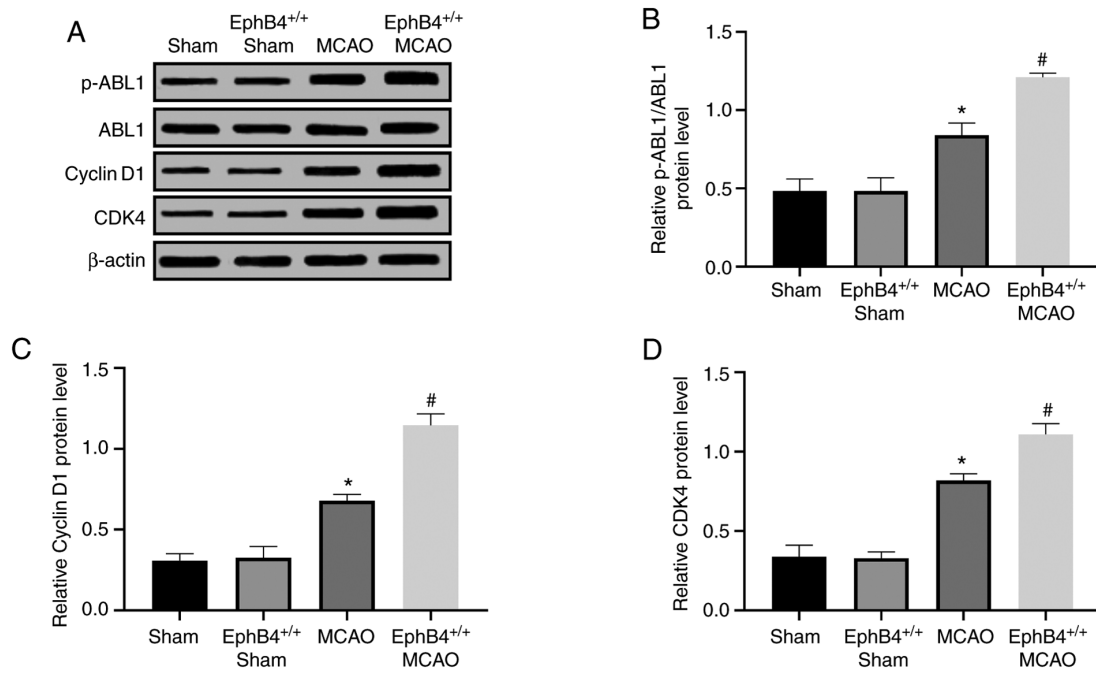 A
Sham
EphB4+/+
Sham
MCAO
EphB4+/+
MCAO
p-ABL1
ABL1
Cyclin D1
CDK4
β-actin
B
Relative p-ABL1/ABL1
protein level
1.5
1.0
0.5
0.0
*
#
Sham
EphB4+/+
Sham
MCAO
EphB4+/+
MCAO
C
Relative Cyclin D1 protein level
1.5
1.0
0.5
0.0
*
#
Sham
EphB4+/+
Sham
MCAO
EphB4+/+
MCAO
D
Relative CDK4 protein level
1.5
1.0
0.5
0.0
*
#
Sham
EphB4+/+
Sham
MCAO
EphB4+/+
MCAO